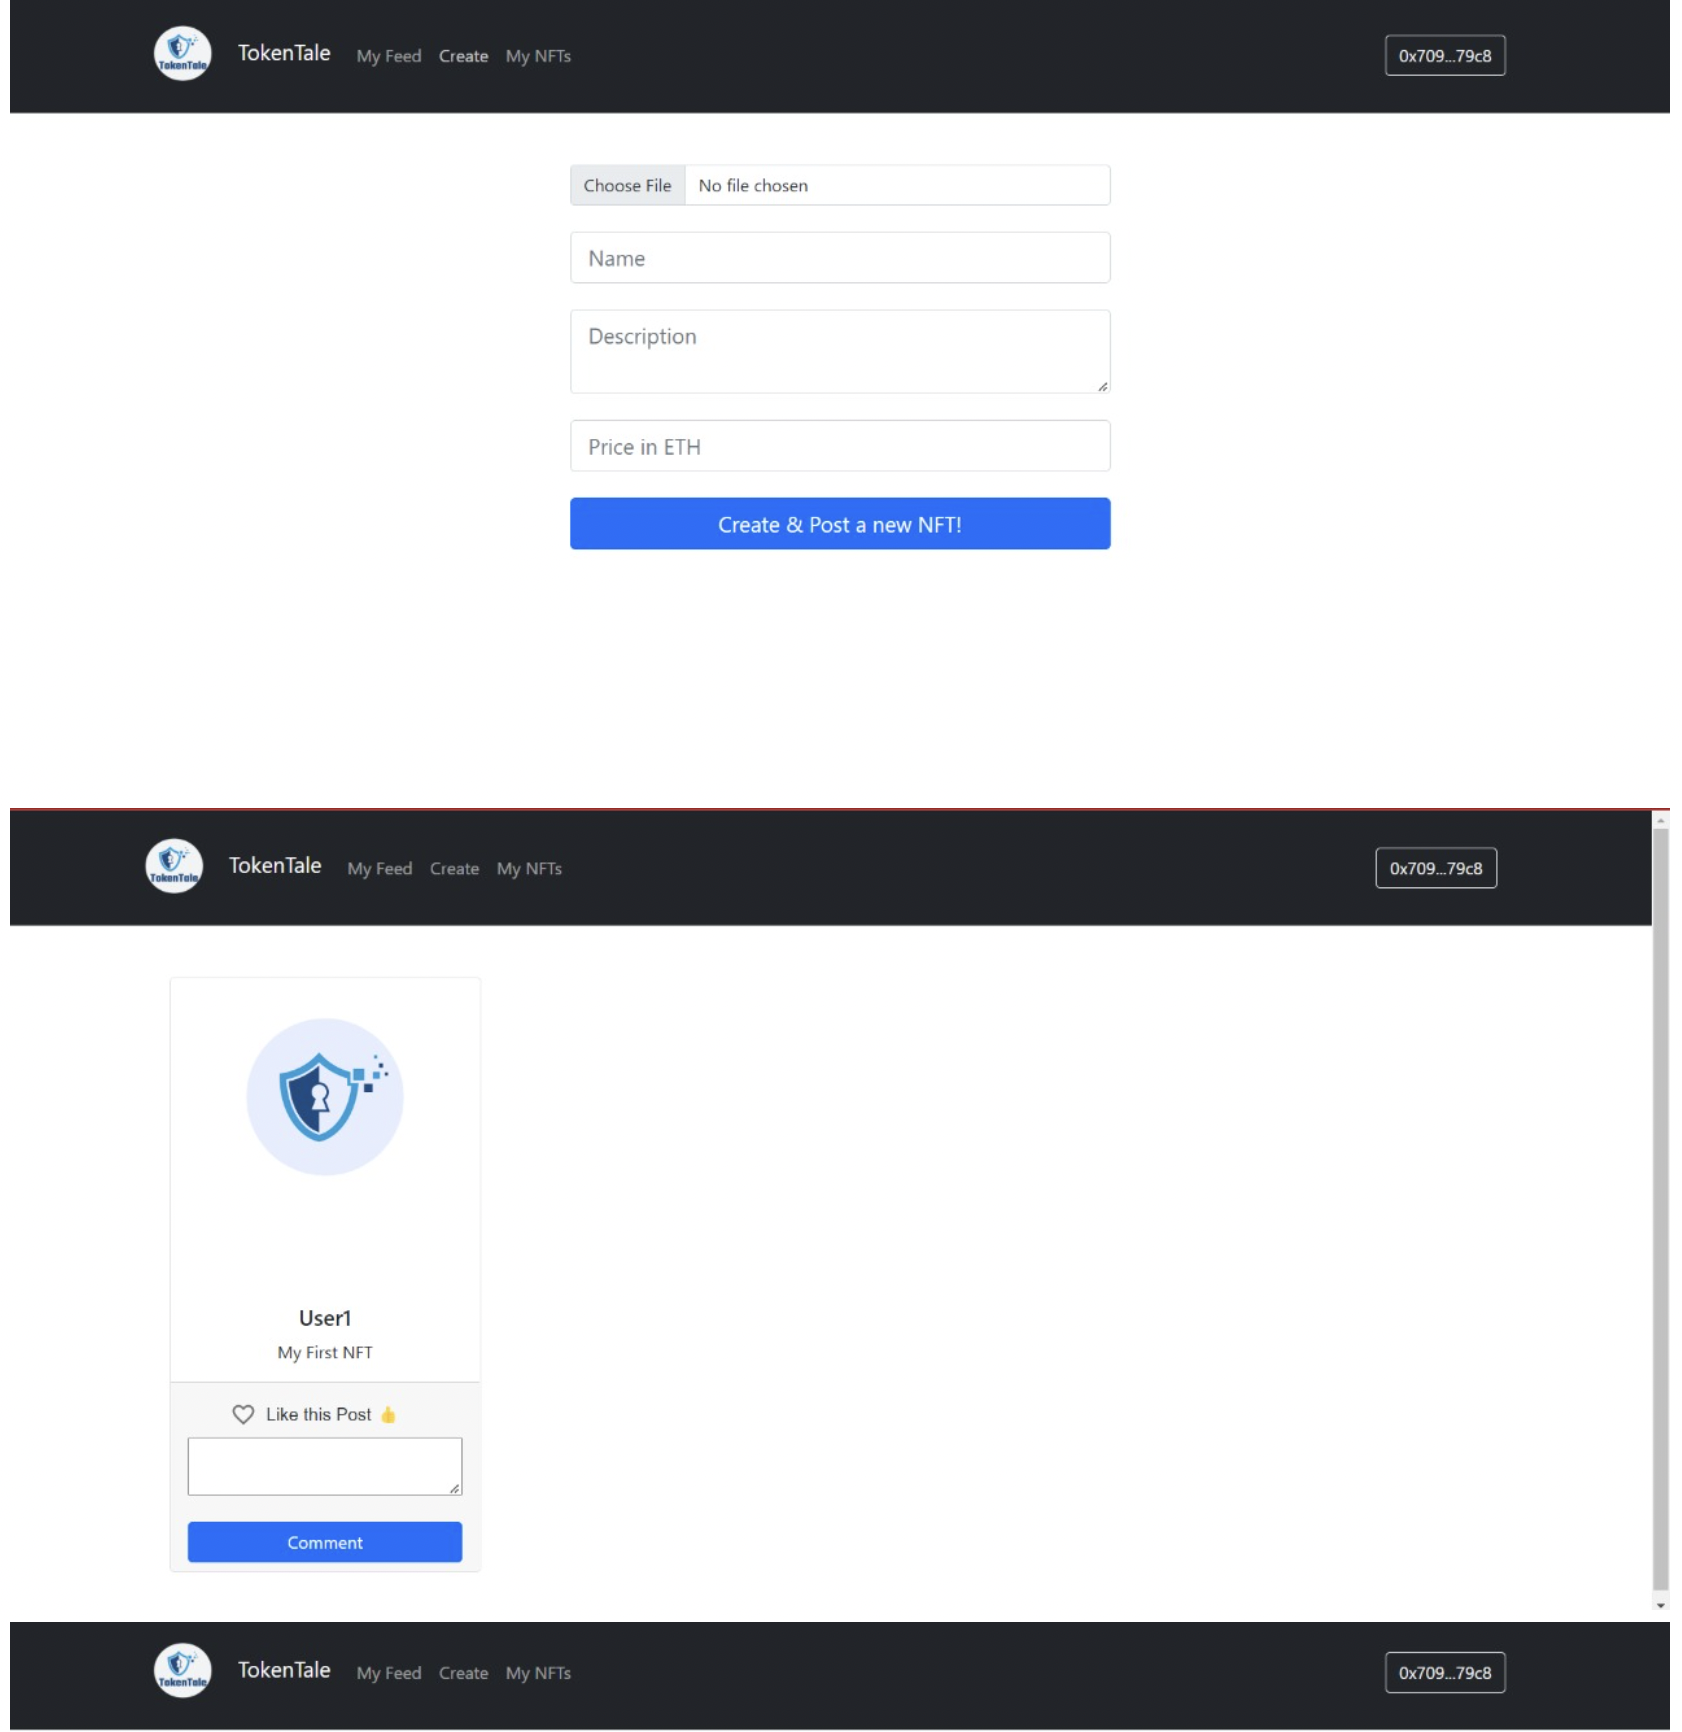 TokenTale
TokenTale My Feed Create My NFTs 0x709...79c8
Choose File No file chosen
Name
Description
Price in ETH
Create & Post a new NFT!
TokenTale
TokenTale My Feed Create My NFTs 0x709...79c8
User1
My First NFT
Like this Post 👍
Comment
TokenTale
TokenTale My Feed Create My NFTs 0x709...79c8